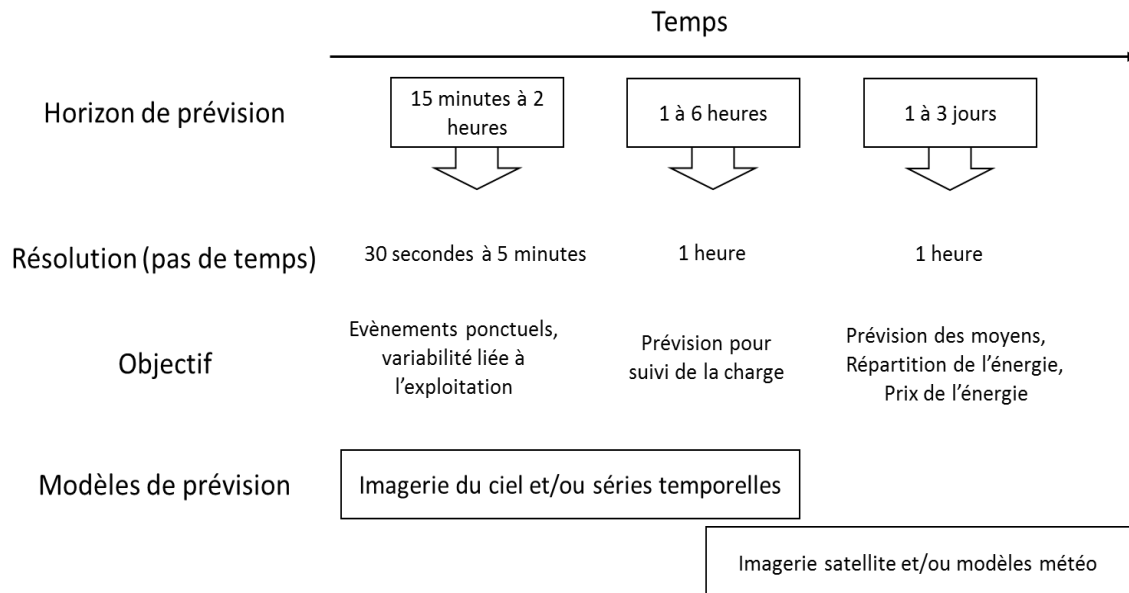 Temps
Horizon de prévision
15 minutes à 2
heures
1 à 6 heures
1 à 3 jours
Résolution (pas de temps)
30 secondes à 5 minutes
1 heure
1 heure
Objectif
Evènements ponctuels,
variabilité liée à
l’exploitation
Prévision pour
suivi de la charge
Prévision des moyens,
Répartition de l’énergie,
Prix de l’énergie
Modèles de prévision
Imagerie du ciel et/ou séries temporelles
Imagerie satellite et/ou modèles météo